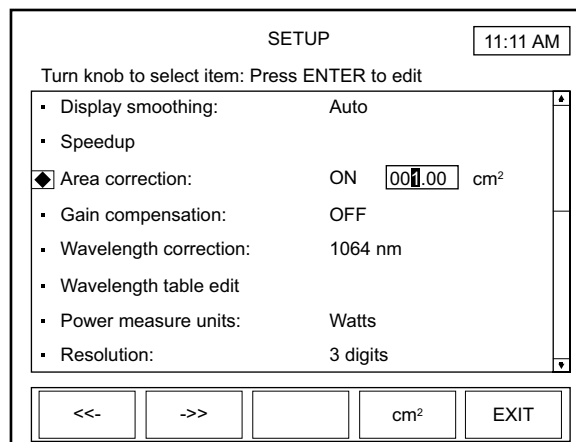 SETUP 11:11 AM
Turn knob to select item: Press ENTER to edit
Display smoothing: Auto
Speedup
Area correction: ON 001.00 cm²
Gain compensation: OFF
Wavelength correction: 1064 nm
Wavelength table edit
Power measure units: Watts
Resolution: 3 digits
<<- ->> cm² EXIT